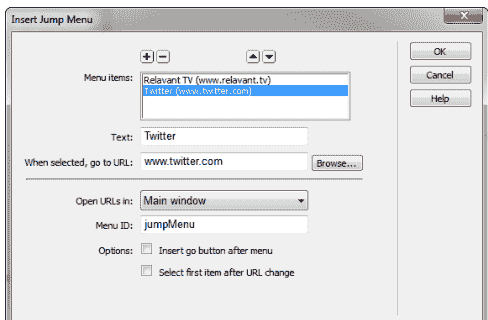 Insert Jump Menu
OK
Menu items: Relavant TV (www.relavant.tv)
Twitter (www.twitter.com)
Cancel
Help
Text: Twitter
When selected, go to URL: www.twitter.com Browse...
Open URLs in: Main window
Menu ID: jumpMenu
Options: Insert go button after menu
Select first item after URL change